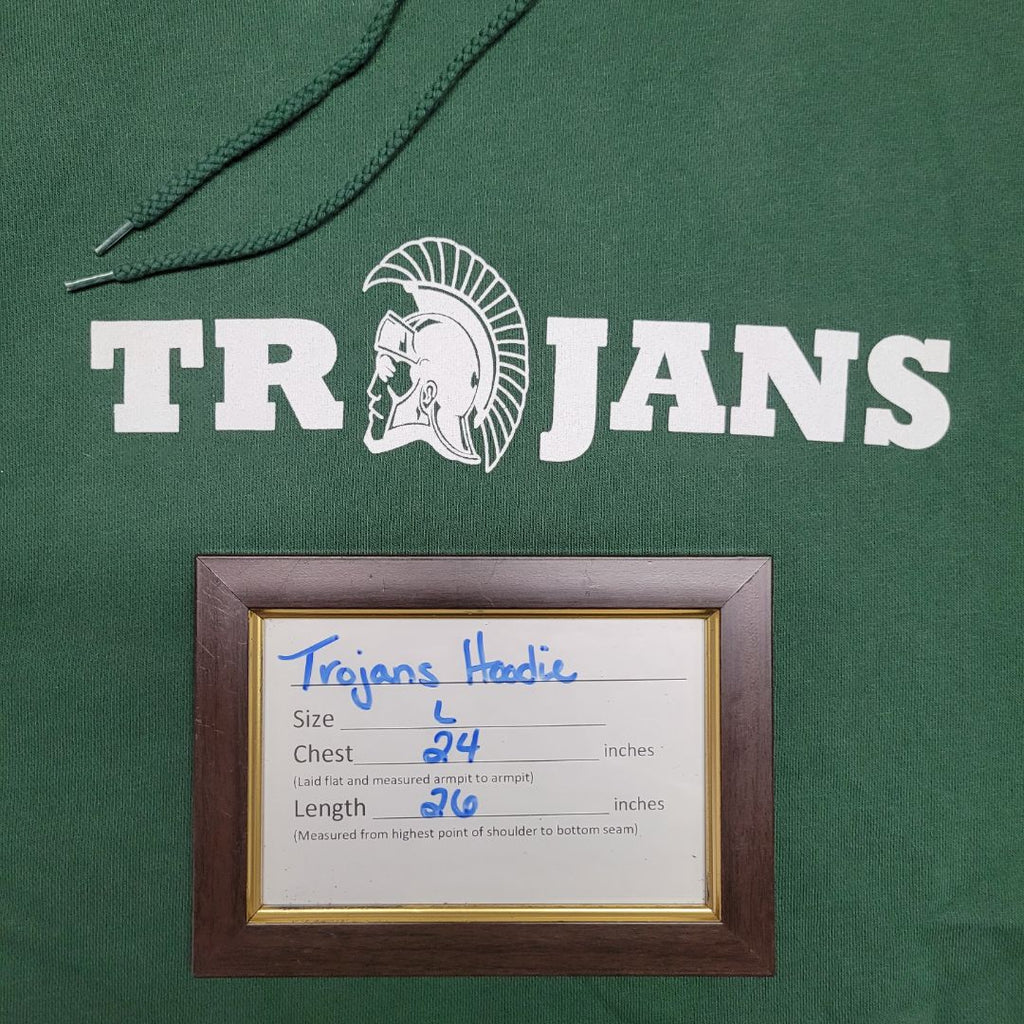 TROJANS
Trojans Hoodie
Size L
Chest 24 inches
(Laid flat and measured armpit to armpit)
Length 26 inches
(Measured from highest point of shoulder to bottom seam)